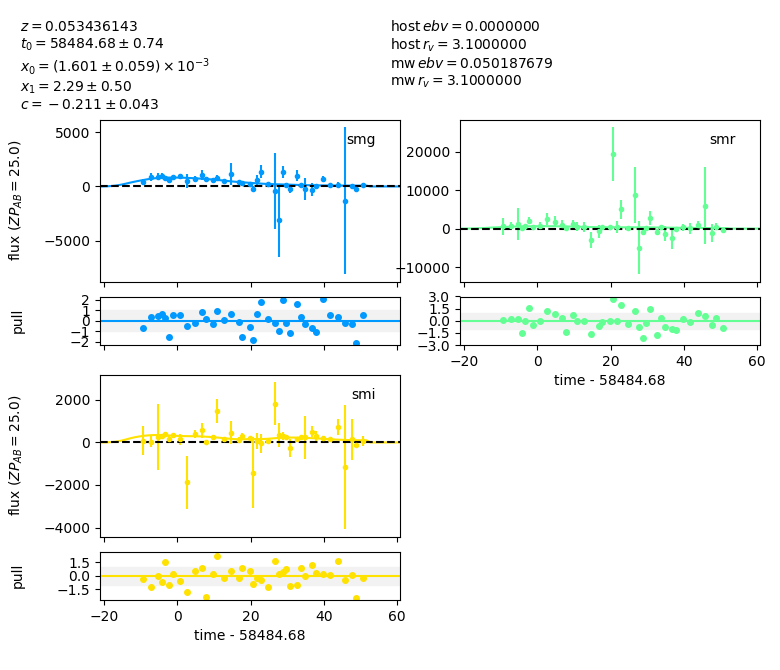 z = 0.053436143
t₀ = 58484.68 ± 0.74
x₀ = (1.601 ± 0.059) × 10⁻³
x₁ = 2.29 ± 0.50
c = −0.211 ± 0.043
host ebv = 0.0000000
host r_v = 3.1000000
mw ebv = 0.050187679
mw r_v = 3.1000000
smg
5000
0
−5000
flux (ZP_AB = 25.0)
2
1
0
−1
−2
pull
smr
20000
10000
0
−10000
3.0
1.5
0.0
−1.5
−3.0
−20 0 20 40 60
time - 58484.68
smi
2000
0
−2000
−4000
flux (ZP_AB = 25.0)
1.5
0.0
−1.5
pull
−20 0 20 40 60
time - 58484.68